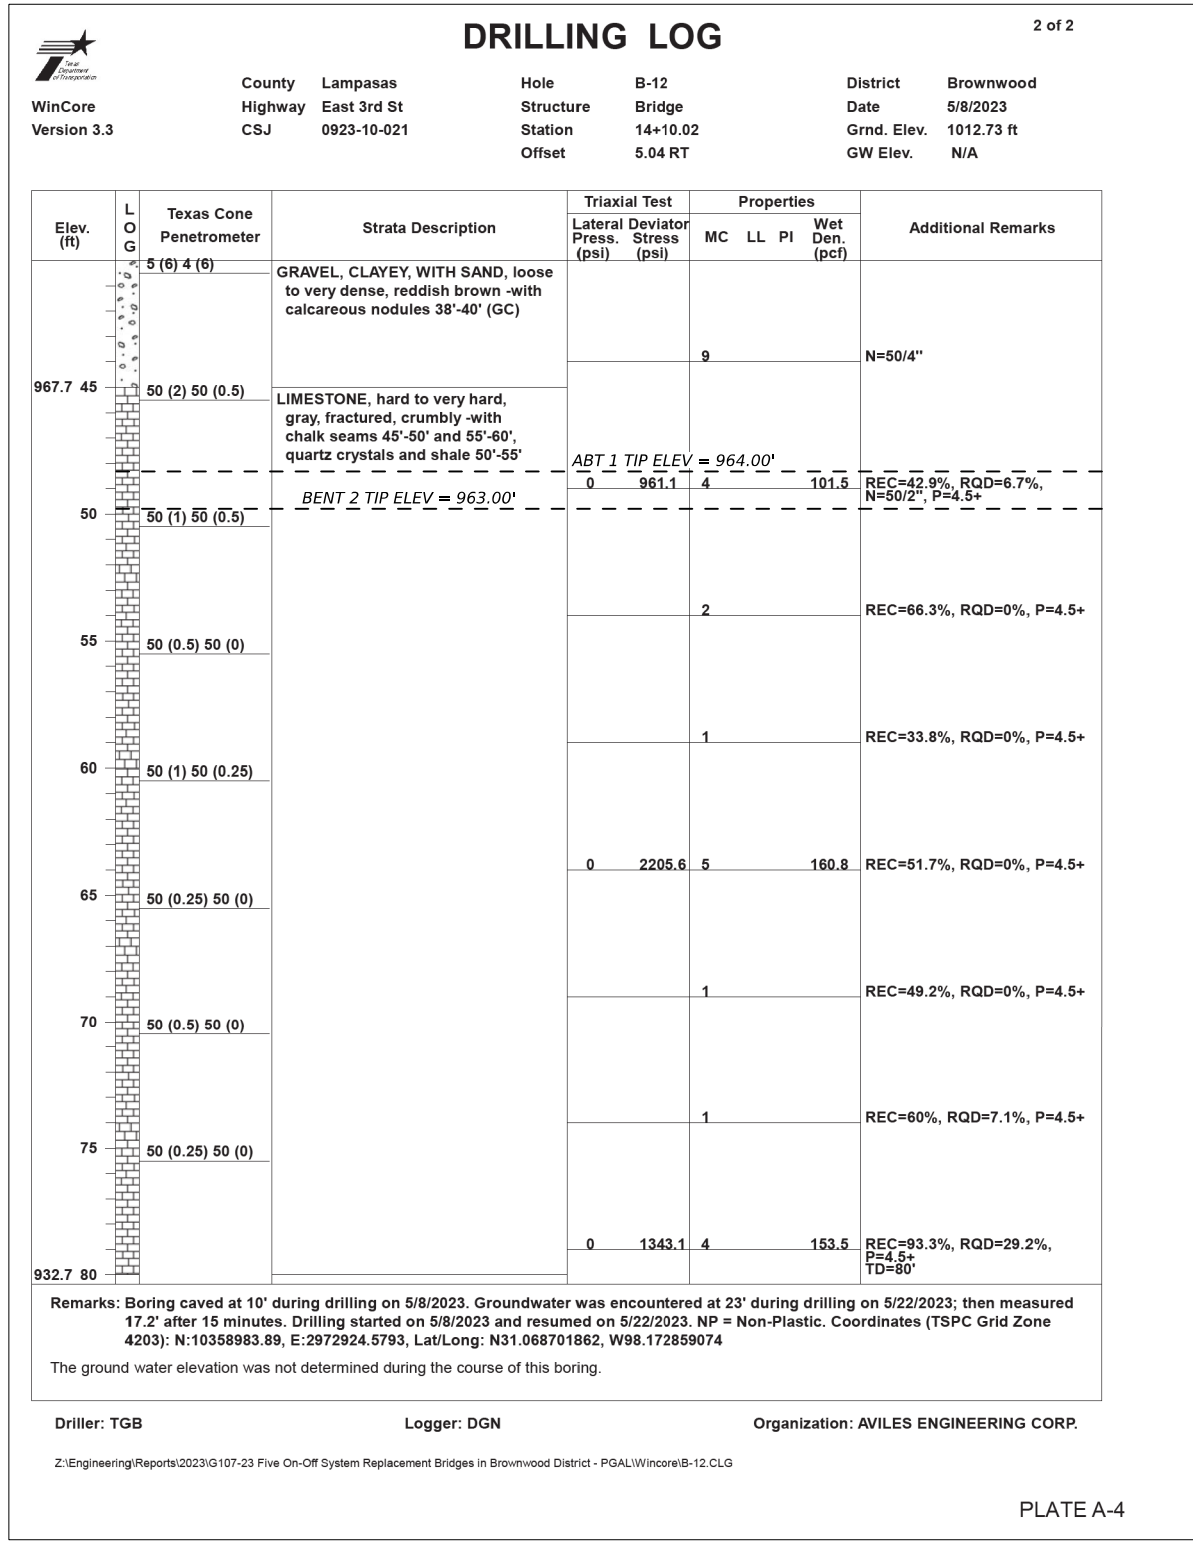 DRILLING LOG
2 of 2
Texas
Department
of Transportation
County Lampasas Hole B-12 District Brownwood
WinCore Highway East 3rd St Structure Bridge Date 5/8/2023
Version 3.3 CSJ 0923-10-021 Station 14+10.02 Grnd. Elev. 1012.73 ft
Offset 5.04 RT GW Elev. N/A
Elev.
(ft)
L
O
G
Texas Cone
Penetrometer
Strata Description
Triaxial Test
Lateral Deviator
Press. Stress
(psi) (psi)
Properties
MC LL PI
Wet
Den.
(pcf)
Additional Remarks
5 (6) 4 (6)
GRAVEL, CLAYEY, WITH SAND, loose
to very dense, reddish brown -with
calcareous nodules 38'-40' (GC)
9 N=50/4"
967.7 45 50 (2) 50 (0.5)
LIMESTONE, hard to very hard,
gray, fractured, crumbly -with
chalk seams 45'-50' and 55'-60',
quartz crystals and shale 50'-55'
ABT 1 TIP ELEV = 964.00'
0 961.1 4 101.5 REC=42.9%, RQD=6.7%,
N=50/2", P=4.5+
BENT 2 TIP ELEV = 963.00'
50 50 (1) 50 (0.5)
2 REC=66.3%, RQD=0%, P=4.5+
55 50 (0.5) 50 (0)
1 REC=33.8%, RQD=0%, P=4.5+
60 50 (1) 50 (0.25)
0 2205.6 5 160.8 REC=51.7%, RQD=0%, P=4.5+
65 50 (0.25) 50 (0)
1 REC=49.2%, RQD=0%, P=4.5+
70 50 (0.5) 50 (0)
1 REC=60%, RQD=7.1%, P=4.5+
75 50 (0.25) 50 (0)
0 1343.1 4 153.5 REC=93.3%, RQD=29.2%,
P=4.5+
TD=80'
932.7 80
Remarks: Boring caved at 10' during drilling on 5/8/2023. Groundwater was encountered at 23' during drilling on 5/22/2023; then measured
17.2' after 15 minutes. Drilling started on 5/8/2023 and resumed on 5/22/2023. NP = Non-Plastic. Coordinates (TSPC Grid Zone
4203): N:10358983.89, E:2972924.5793, Lat/Long: N31.068701862, W98.172859074
The ground water elevation was not determined during the course of this boring.
Driller: TGB Logger: DGN Organization: AVILES ENGINEERING CORP.
Z:\Engineering\Reports\2023\G107-23 Five On-Off System Replacement Bridges in Brownwood District - PGAL\Wincore\B-12.CLG
PLATE A-4